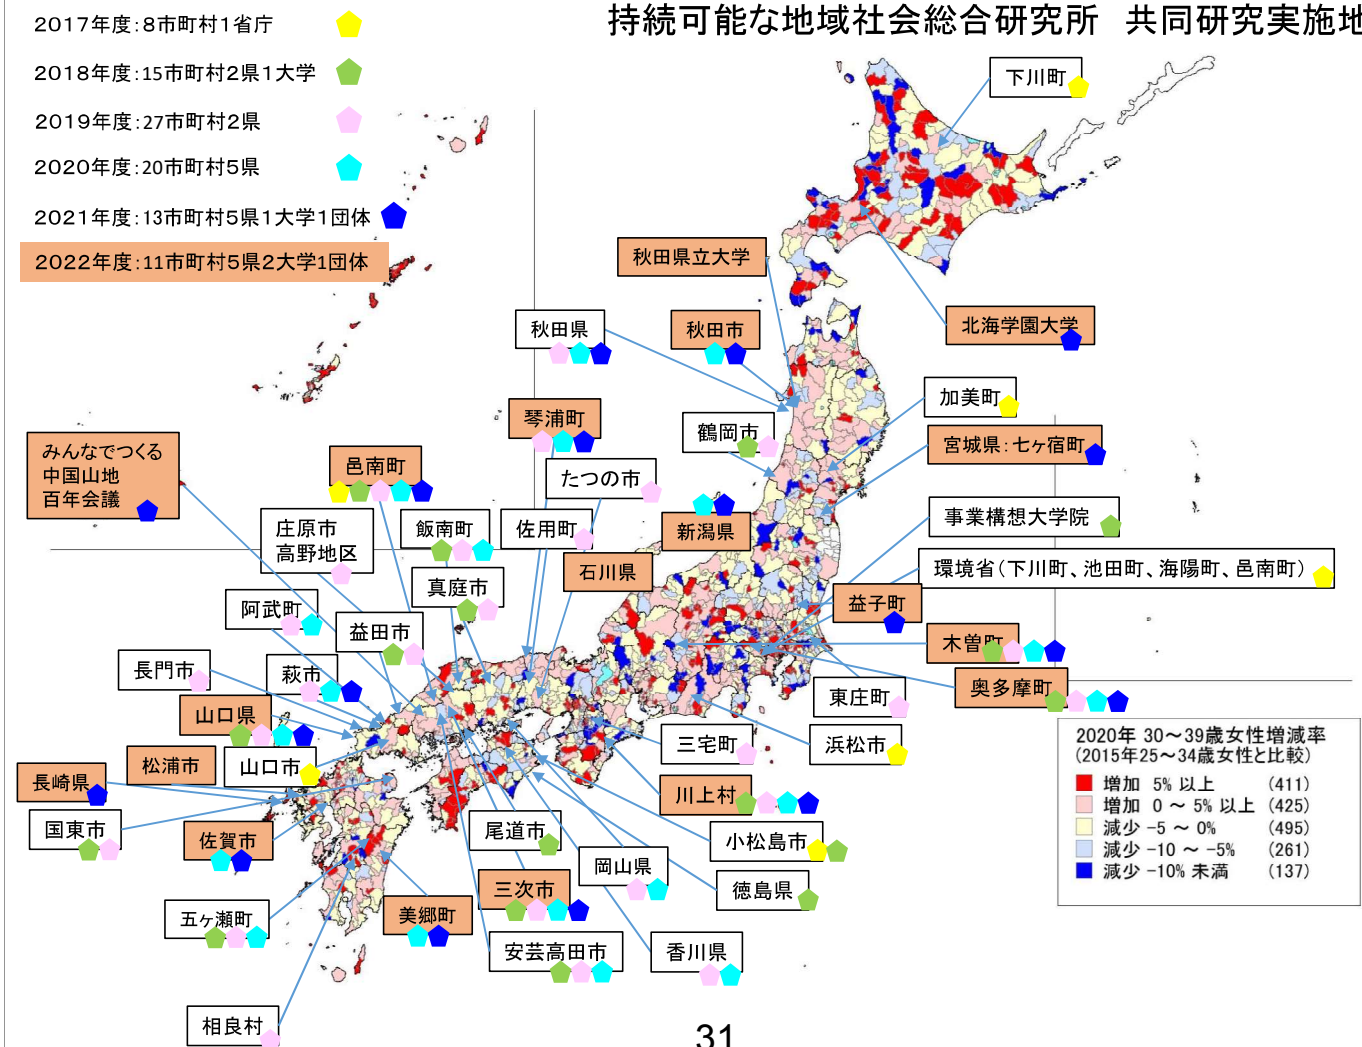 持続可能な地域社会総合研究所　共同研究実施地
2017年度：8市町村1省庁
2018年度：15市町村2県1大学
2019年度：27市町村2県
2020年度：20市町村5県
2021年度：13市町村5県1大学1団体
2022年度：11市町村5県2大学1団体
下川町
秋田県立大学
北海学園大学
秋田県
秋田市
加美町
琴浦町
鶴岡市
宮城県：七ヶ宿町
みんなでつくる
中国山地
百年会議
邑南町
たつの市
庄原市
高野地区
飯南町
佐用町
新潟県
事業構想大学院
石川県
環境省（下川町、池田町、海陽町、邑南町）
真庭市
益子町
阿武町
益田市
木曽町
長門市
萩市
奥多摩町
東庄町
山口県
三宅町
浜松市
松浦市
山口市
長崎県
川上村
国東市
佐賀市
尾道市
小松島市
岡山県
徳島県
三次市
五ヶ瀬町
美郷町
安芸高田市
香川県
相良村
2020年 30～39歳女性増減率
（2015年25～34歳女性と比較）
増加 5% 以上 (411)
増加 0 ～ 5% 以上 (425)
減少 -5 ～ 0% (495)
減少 -10 ～ -5% (261)
減少 -10% 未満 (137)
31